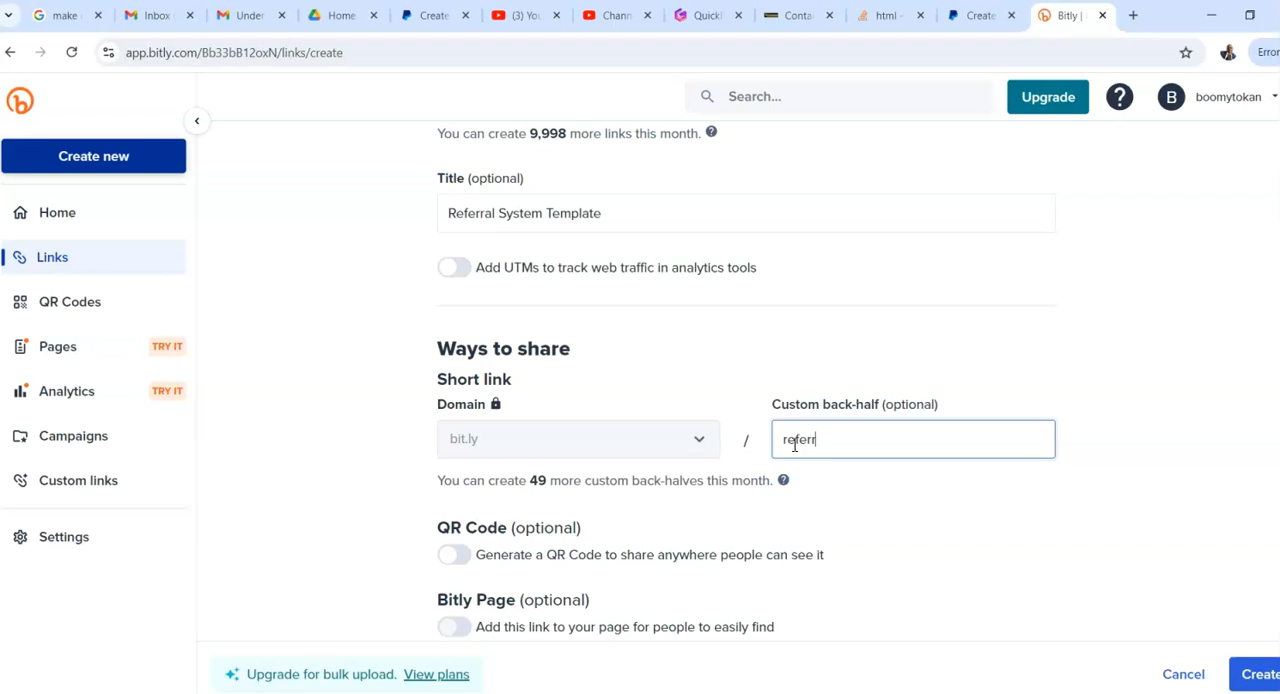 make
Inbox
Under
Home
Create
(3) You
Chann
Quickf
Conta
html -
Create
Bitly |
app.bitly.com/Bb33bB12oxN/links/create
Error
Search...
Upgrade
?
B
boomytokan
Create new
Home
Links
QR Codes
Pages TRY IT
Analytics TRY IT
Campaigns
Custom links
Settings
You can create 9,998 more links this month.
Title (optional)
Referral System Template
Add UTMs to track web traffic in analytics tools
Ways to share
Short link
Domain
Custom back-half (optional)
bit.ly / referr
You can create 49 more custom back-halves this month.
QR Code (optional)
Generate a QR Code to share anywhere people can see it
Bitly Page (optional)
Add this link to your page for people to easily find
Upgrade for bulk upload. View plans
Cancel
Create